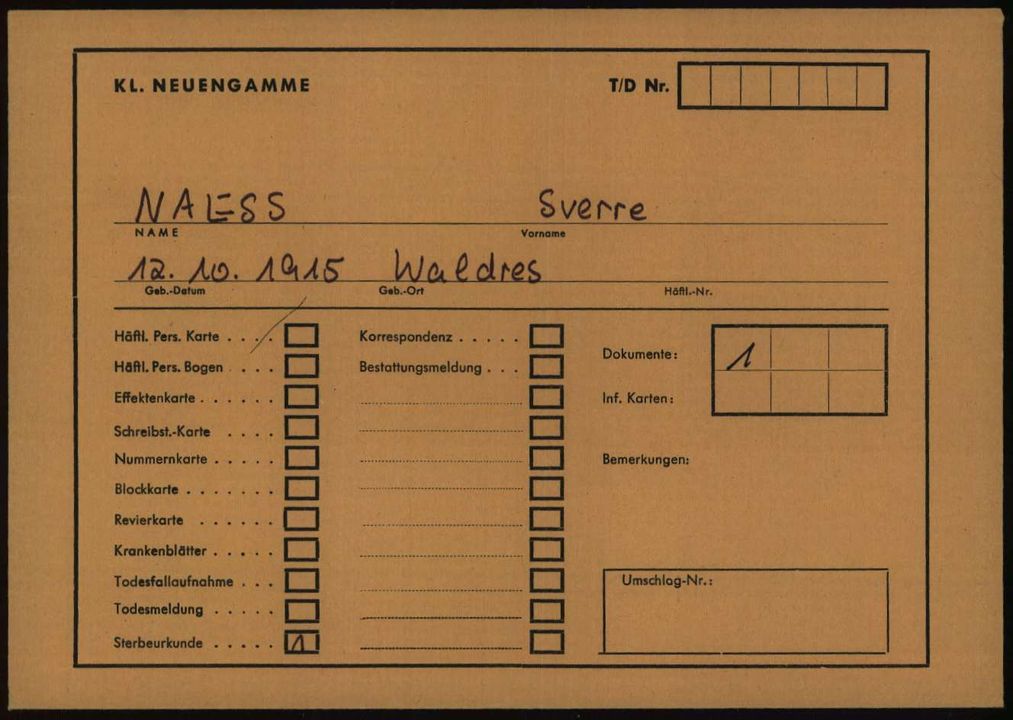 KL. NEUENGAMME T/D Nr.
NAESS Sverre
NAME Vorname
12. 10. 1915 Waldres
Geb.-Datum Geb.-Ort Häftl.-Nr.
Häftl. Pers. Karte . . . . Korrespondenz . . . . .
Dokumente: 1
Häftl. Pers. Bogen . . . . Bestattungsmeldung . . .
Effektenkarte . . . . . Inf. Karten:
Schreibst.-Karte . . . .
Nummernkarte . . . . . Bemerkungen:
Blockkarte . . . . . . .
Revierkarte . . . . . .
Krankenblätter . . . . .
Todesfallaufnahme . . . Umschlag-Nr.:
Todesmeldung . . . . .
Sterbeurkunde . . . . . 1